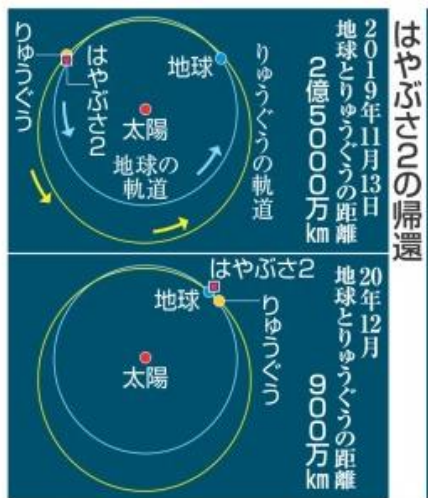 はやぶさ2の帰還
2019年11月13日
地球とりゅうぐうの距離
2億5000万km
りゅうぐうの軌道
地球
はやぶさ2
りゅうぐう
太陽
地球の
軌道
20年12月
地球とりゅうぐうの距離
900万km
はやぶさ2
地球
りゅうぐう
太陽